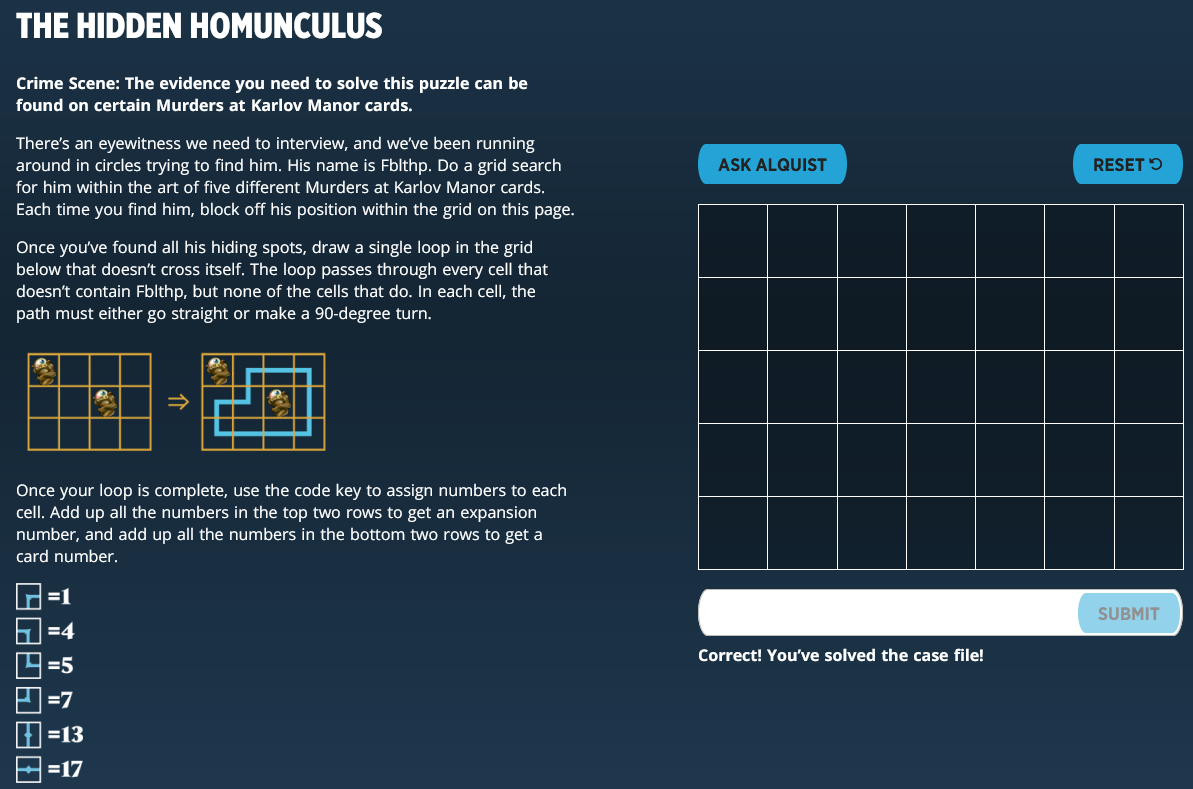 THE HIDDEN HOMUNCULUS
Crime Scene: The evidence you need to solve this puzzle can be
found on certain Murders at Karlov Manor cards.
There’s an eyewitness we need to interview, and we’ve been running
around in circles trying to find him. His name is Fblthp. Do a grid search
for him within the art of five different Murders at Karlov Manor cards.
Each time you find him, block off his position within the grid on this page.
Once you’ve found all his hiding spots, draw a single loop in the grid
below that doesn’t cross itself. The loop passes through every cell that
doesn’t contain Fblthp, but none of the cells that do. In each cell, the
path must either go straight or make a 90-degree turn.
Once your loop is complete, use the code key to assign numbers to each
cell. Add up all the numbers in the top two rows to get an expansion
number, and add up all the numbers in the bottom two rows to get a
card number.
=1
=4
=5
=7
=13
=17
ASK ALQUIST
RESET
SUBMIT
Correct! You’ve solved the case file!